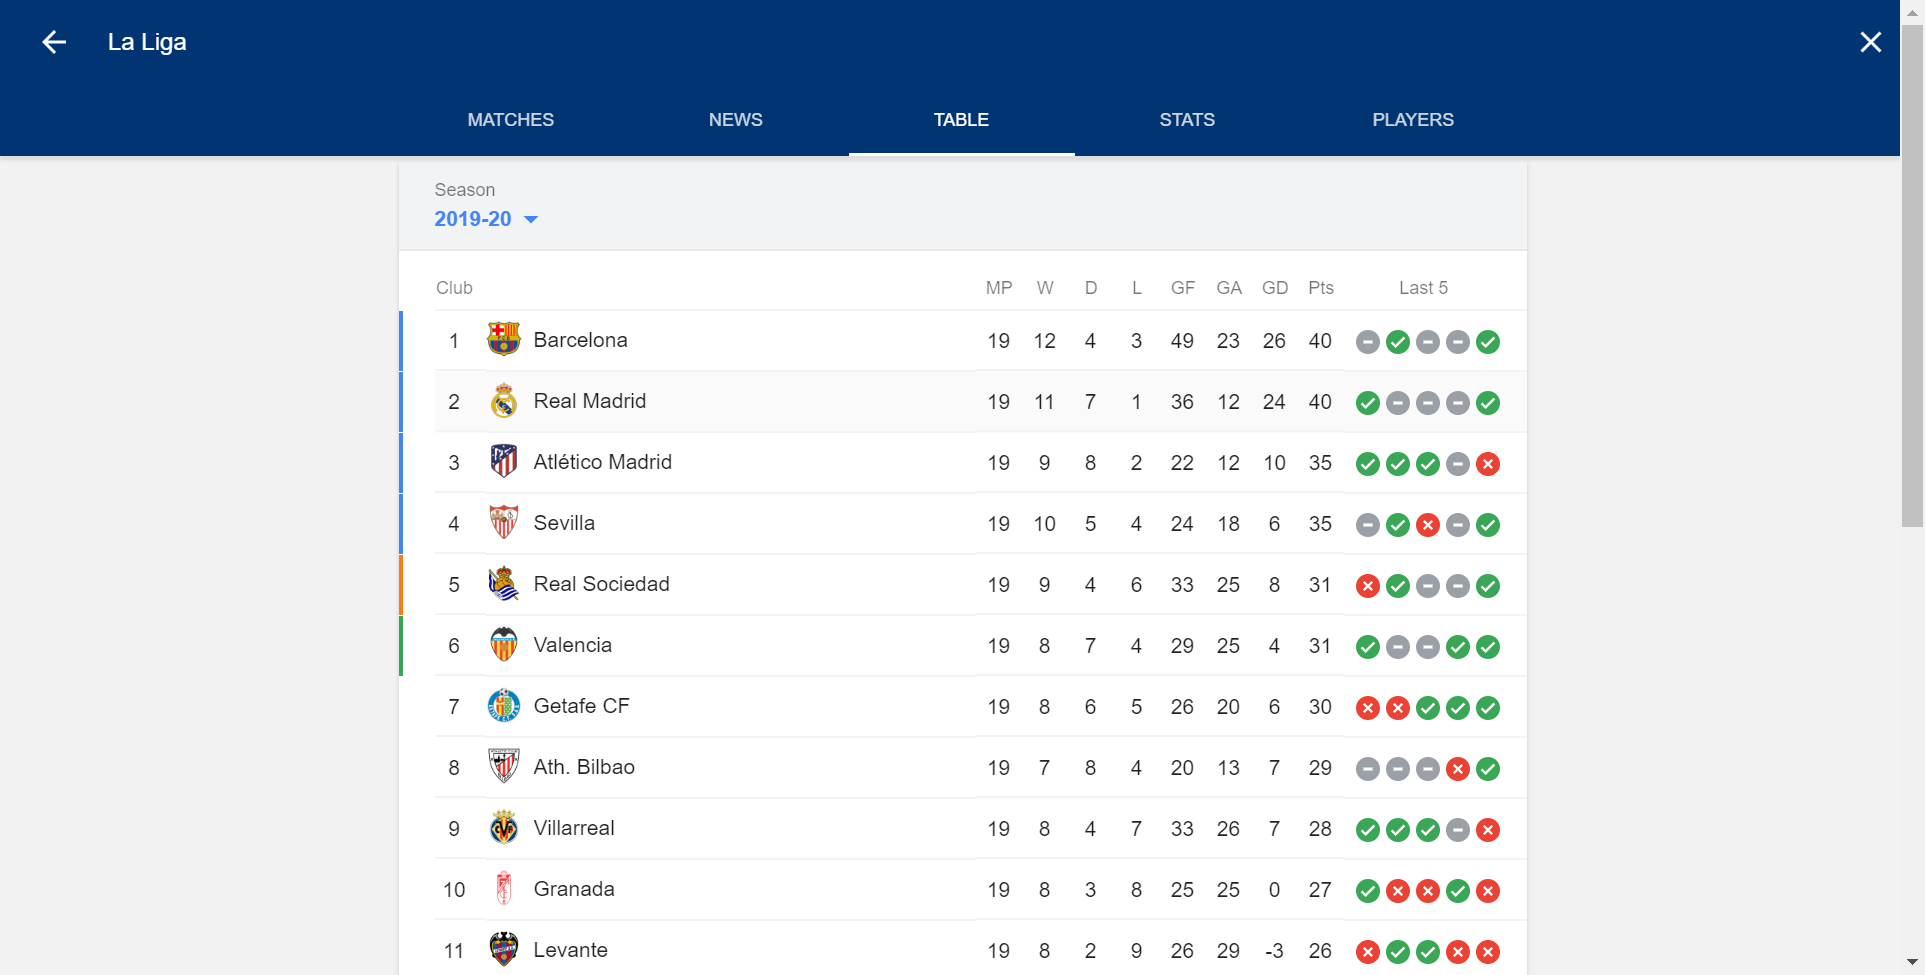 La Liga
MATCHES NEWS TABLE STATS PLAYERS
Season
2019-20
Club MP W D L GF GA GD Pts Last 5
1 Barcelona 19 12 4 3 49 23 26 40
2 Real Madrid 19 11 7 1 36 12 24 40
3 Atlético Madrid 19 9 8 2 22 12 10 35
4 Sevilla 19 10 5 4 24 18 6 35
5 Real Sociedad 19 9 4 6 33 25 8 31
6 Valencia 19 8 7 4 29 25 4 31
7 Getafe CF 19 8 6 5 26 20 6 30
8 Ath. Bilbao 19 7 8 4 20 13 7 29
9 Villarreal 19 8 4 7 33 26 7 28
10 Granada 19 8 3 8 25 25 0 27
11 Levante 19 8 2 9 26 29 -3 26